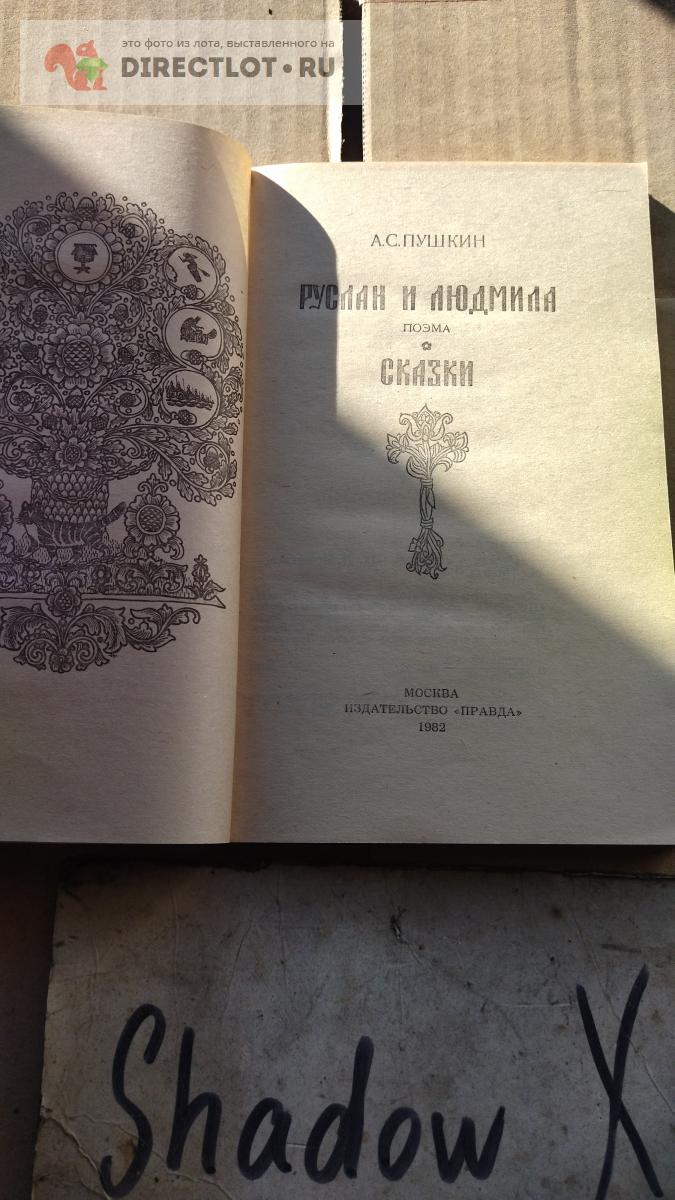 это фото из лота, выставленного на
DIRECTLOT.RU
А.С.ПУШКИН
РУСЛАН И ЛЮДМИЛА
ПОЭМА
СКАЗКИ
МОСКВА
ИЗДАТЕЛЬСТВО «ПРАВДА»
1982
Shadow X